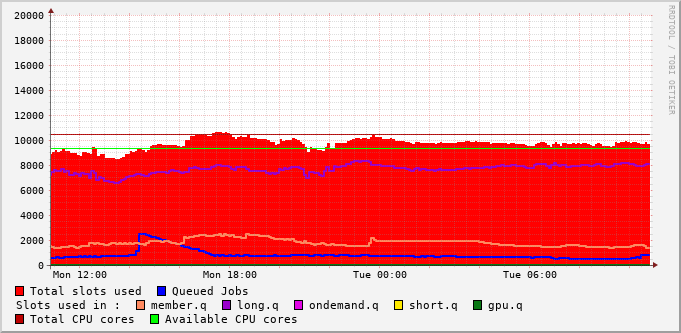 20000
18000
16000
14000
12000
10000
8000
6000
4000
2000
0
Mon 12:00 Mon 18:00 Tue 00:00 Tue 06:00
RRDTOOL / TOBI OETIKER
Total slots used Queued Jobs
Slots used in : member.q long.q ondemand.q short.q gpu.q
Total CPU cores Available CPU cores